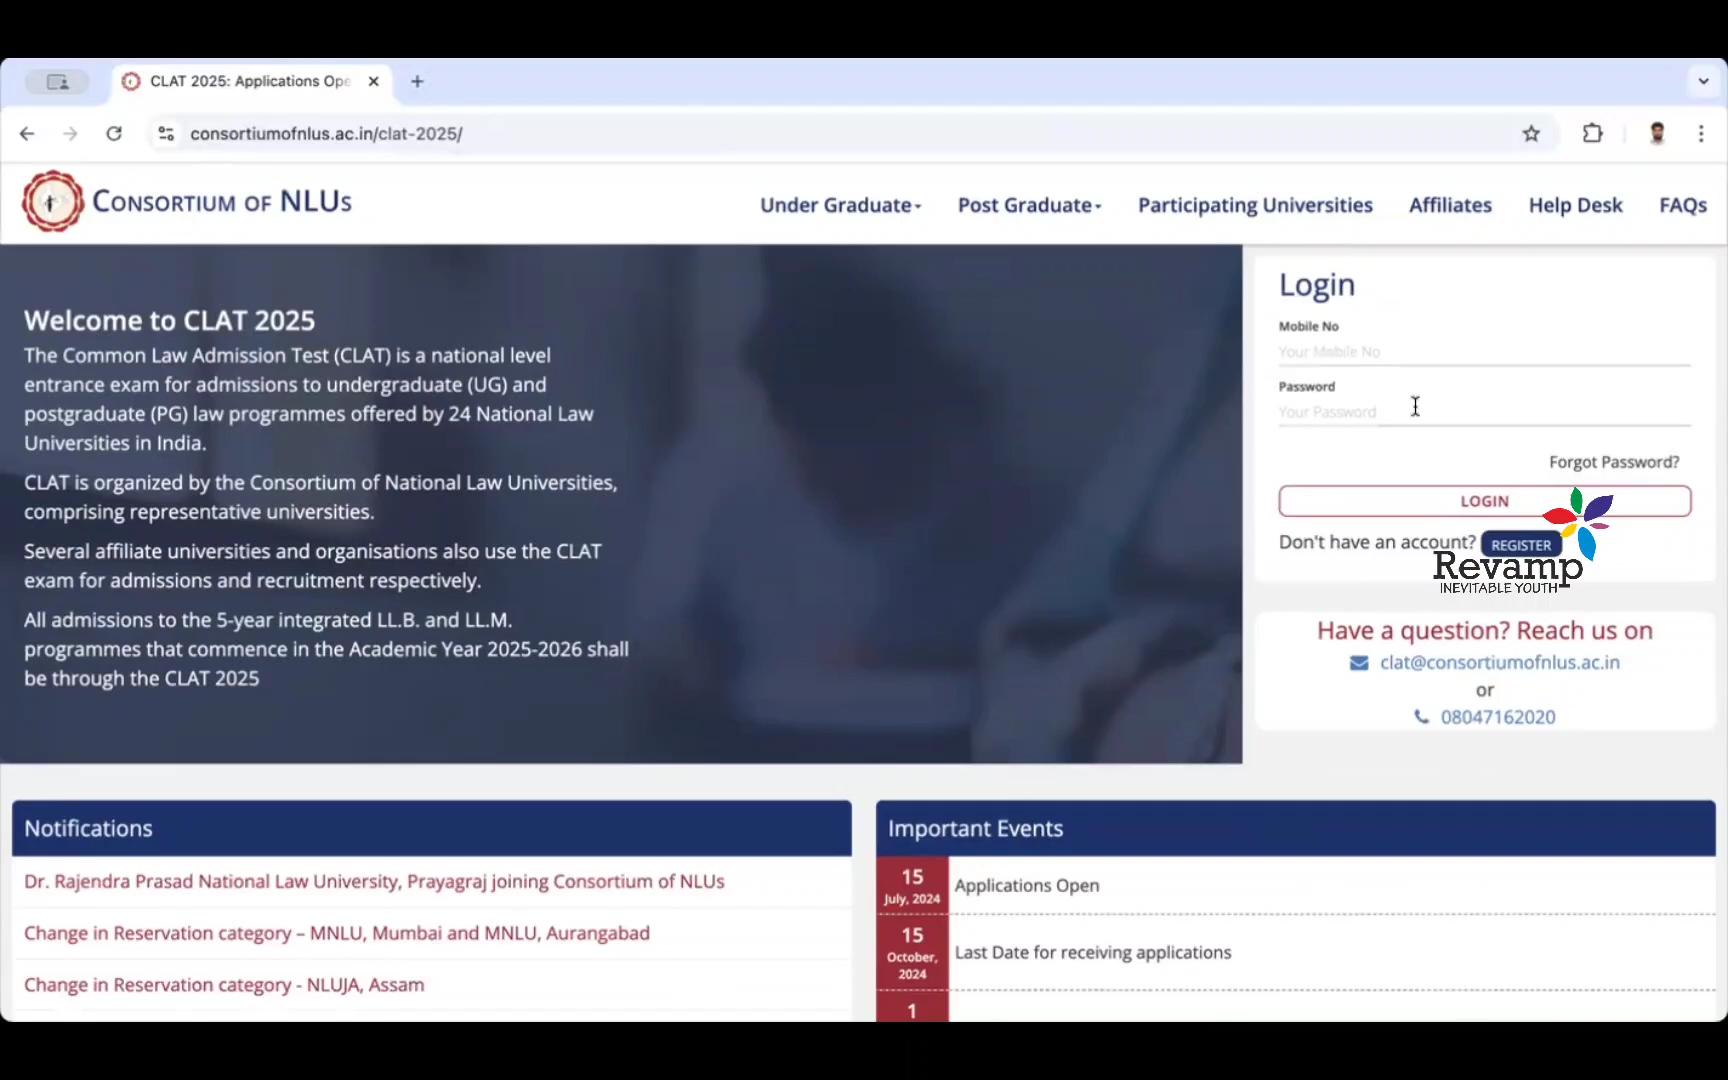 CLAT 2025: Applications Ope
consortiumofnlus.ac.in/clat-2025/
CONSORTIUM OF NLUS
Under Graduate
Post Graduate
Participating Universities
Affiliates
Help Desk
FAQs
Welcome to CLAT 2025
The Common Law Admission Test (CLAT) is a national level
entrance exam for admissions to undergraduate (UG) and
postgraduate (PG) law programmes offered by 24 National Law
Universities in India.
CLAT is organized by the Consortium of National Law Universities,
comprising representative universities.
Several affiliate universities and organisations also use the CLAT
exam for admissions and recruitment respectively.
All admissions to the 5-year integrated LL.B. and LL.M.
programmes that commence in the Academic Year 2025-2026 shall
be through the CLAT 2025
Login
Mobile No
Your Mobile No
Password
Your Password
Forgot Password?
LOGIN
Don't have an account? REGISTER
Revamp
INEVITABLE YOUTH
Have a question? Reach us on
clat@consortiumofnlus.ac.in
or
08047162020
Notifications
Dr. Rajendra Prasad National Law University, Prayagraj joining Consortium of NLUs
Change in Reservation category – MNLU, Mumbai and MNLU, Aurangabad
Change in Reservation category - NLUJA, Assam
Important Events
15
July, 2024
Applications Open
15
October,
2024
Last Date for receiving applications
1